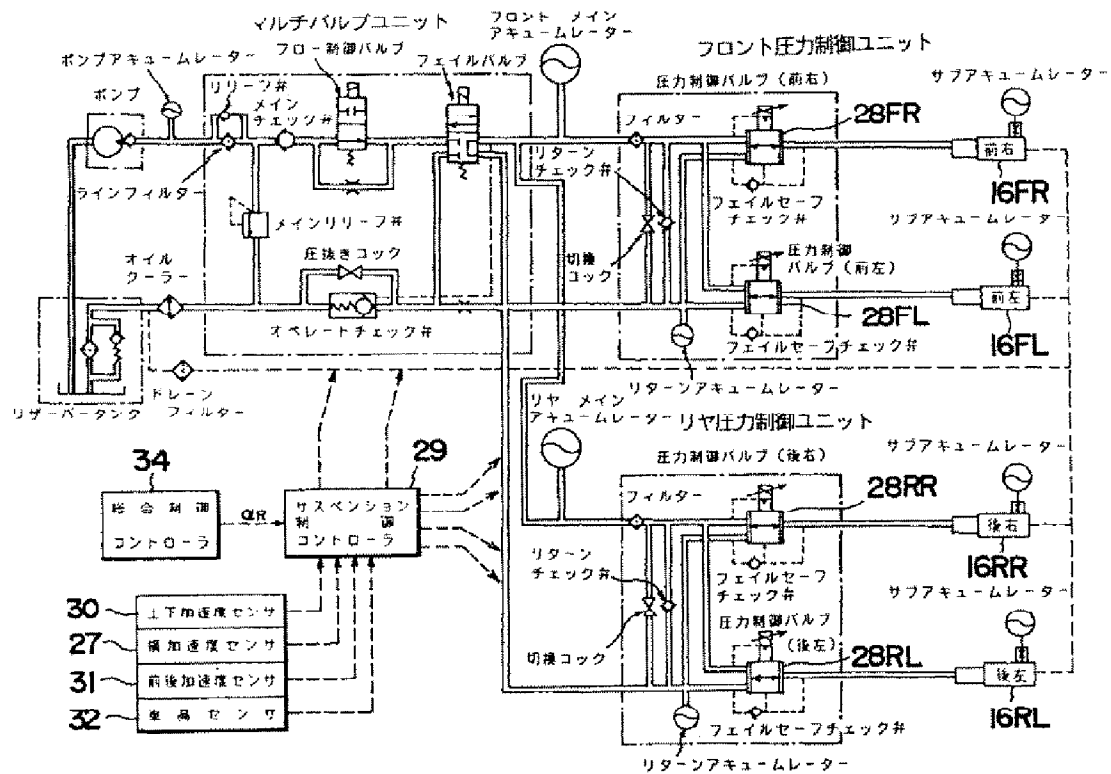 マルチバルブユニット
フロー制御バルブ
フェイルバルブ
ポンプアキュームレーター
リリーフ弁
ポンプ
メイン
チェック弁
ラインフィルター
メインリリーフ弁
圧抜きコック
オイル
クーラー
オペレートチェック弁
リザーバータンク
ドレーン
フィルター
フロント メイン
アキュームレーター
フロント圧力制御ユニット
圧力制御バルブ(前右)
サブアキュームレーター
フィルター
28FR
リターン
チェック弁
前右
16FR
フェイルセーフ
チェック弁
サブアキュームレーター
切換
コック
圧力制御
バルブ(前左)
前左
28FL
16FL
フェイルセーフチェック弁
リターンアキュームレーター
リヤ メイン
アキュームレーター
リヤ圧力制御ユニット
圧力制御バルブ(後右)
サブアキュームレーター
フィルター
28RR
リターン
チェック弁
後右
16RR
フェイルセーフ
チェック弁
サブアキュームレーター
切換コック
圧力制御バルブ
(後左)
28RL
後左
16RL
フェイルセーフチェック弁
リターンアキュームレーター
34
総合制御
コントローラ
αR
29
サスペンション
制御
コントローラ
30
上下加速度センサ
27
横加速度センサ
31
前後加速度センサ
32
車高センサ